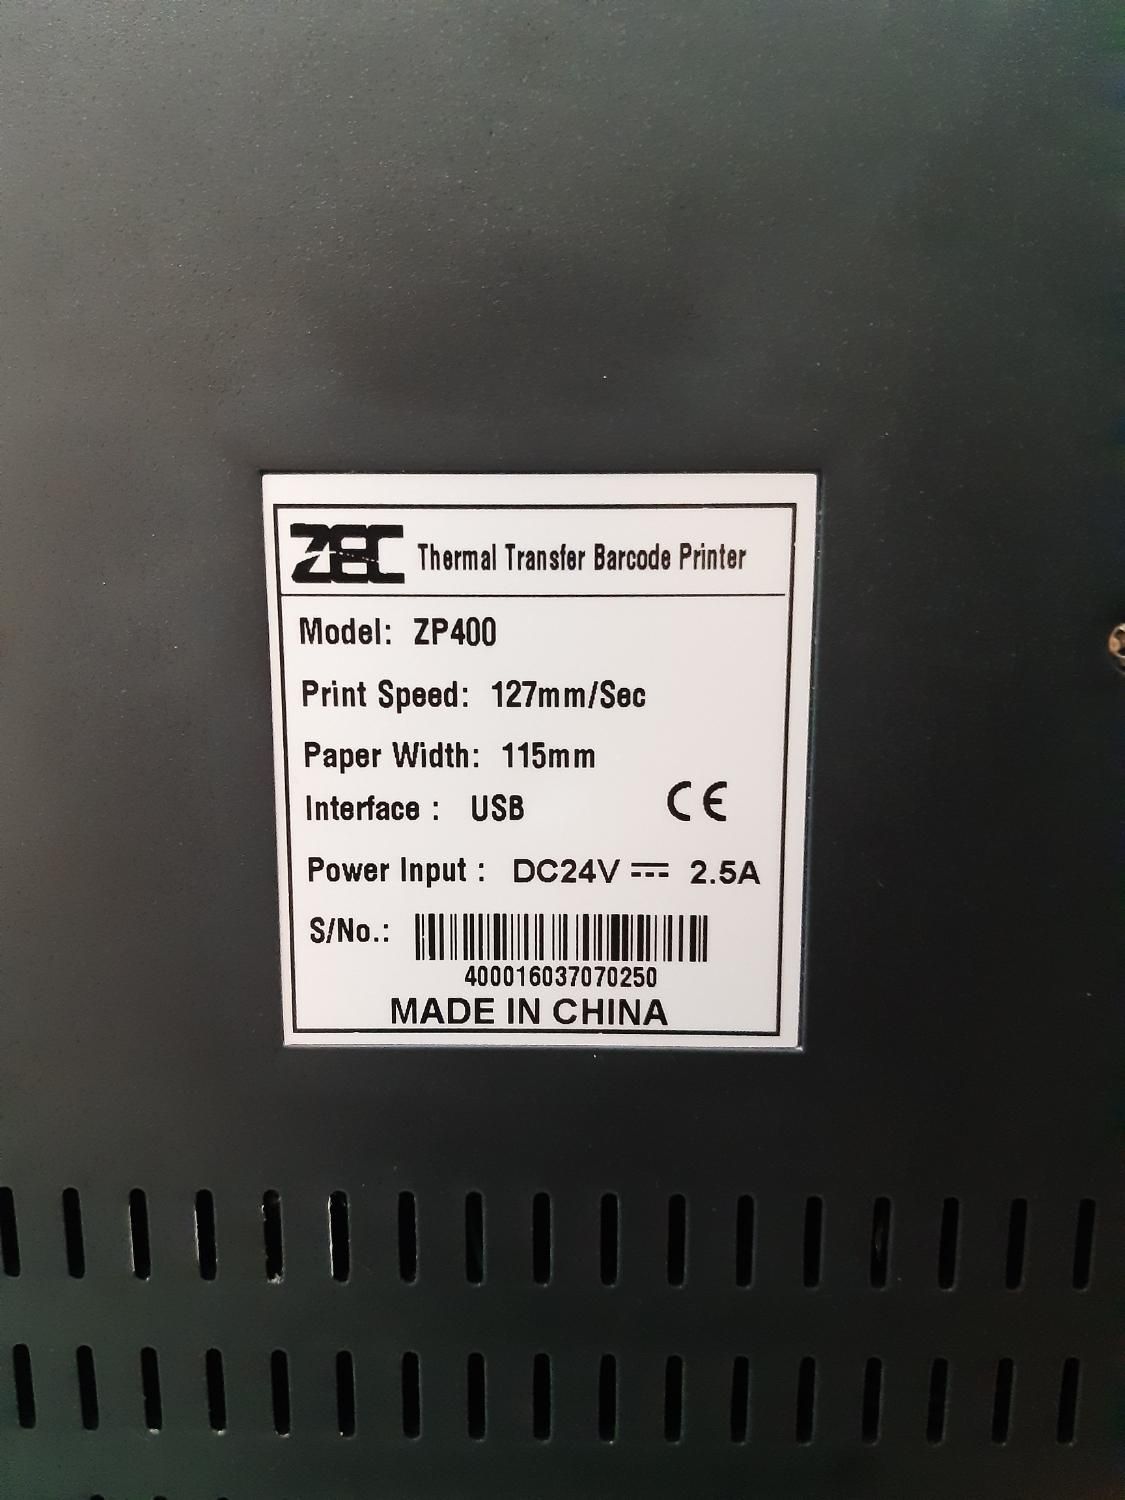 ZEC Thermal Transfer Barcode Printer
Model: ZP400
Print Speed: 127mm/Sec
Paper Width: 115mm
Interface : USB CE
Power Input : DC24V ⎓ 2.5A
S/No.:
400016037070250
MADE IN CHINA